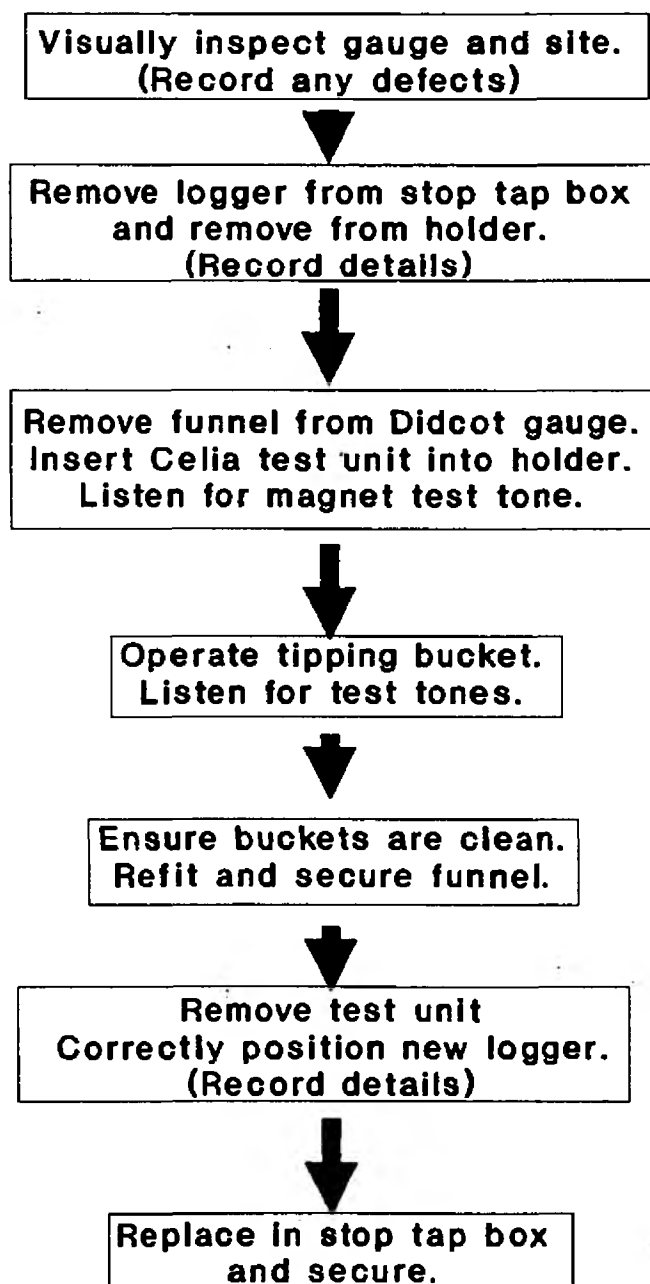 Visually inspect gauge and site.
(Record any defects)
Remove logger from stop tap box
and remove from holder.
(Record details)
Remove funnel from Didcot gauge.
Insert Celia test unit into holder.
Listen for magnet test tone.
Operate tipping bucket.
Listen for test tones.
Ensure buckets are clean.
Refit and secure funnel.
Remove test unit
Correctly position new logger.
(Record details)
Replace in stop tap box
and secure.